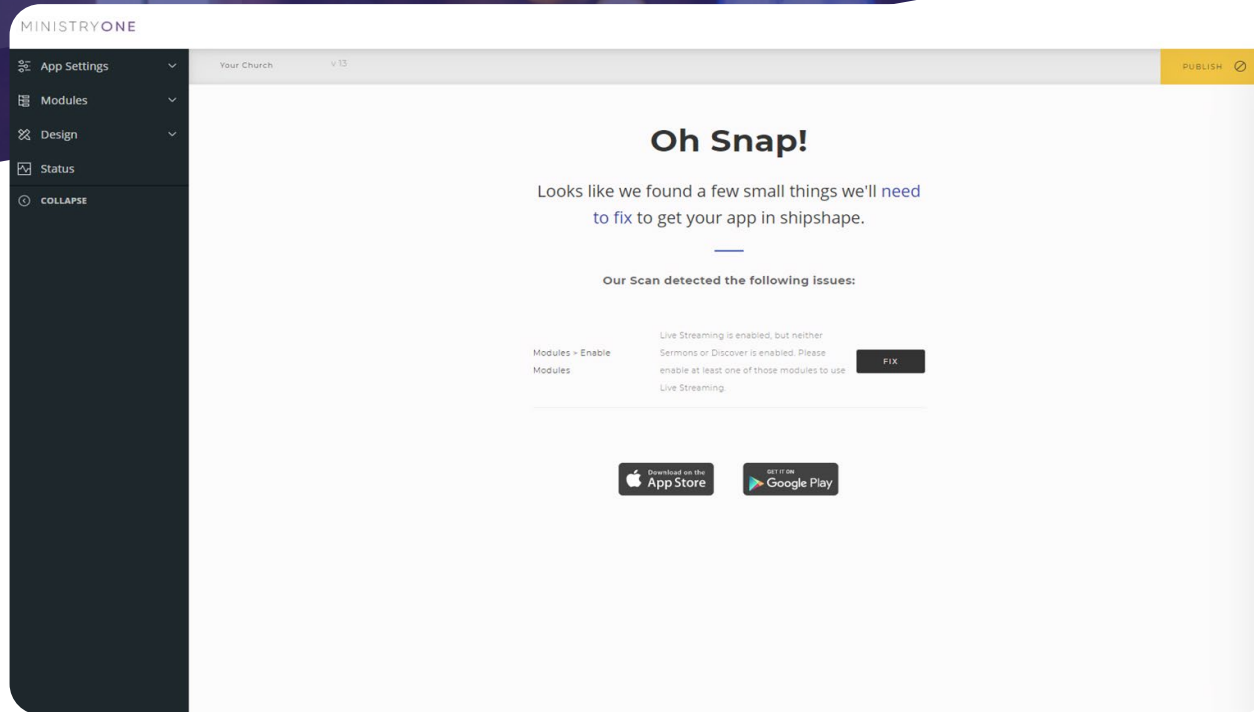 MINISTRYONE
App Settings
Modules
Design
Status
COLLAPSE
Your Church
v 13
PUBLISH
Oh Snap!
Looks like we found a few small things we'll need
to fix to get your app in shipshape.
Our Scan detected the following issues:
Modules > Enable
Modules
Live Streaming is enabled, but neither
Sermons or Discover is enabled. Please
enable at least one of those modules to use
Live Streaming.
FIX
Download on the
App Store
GET IT ON
Google Play